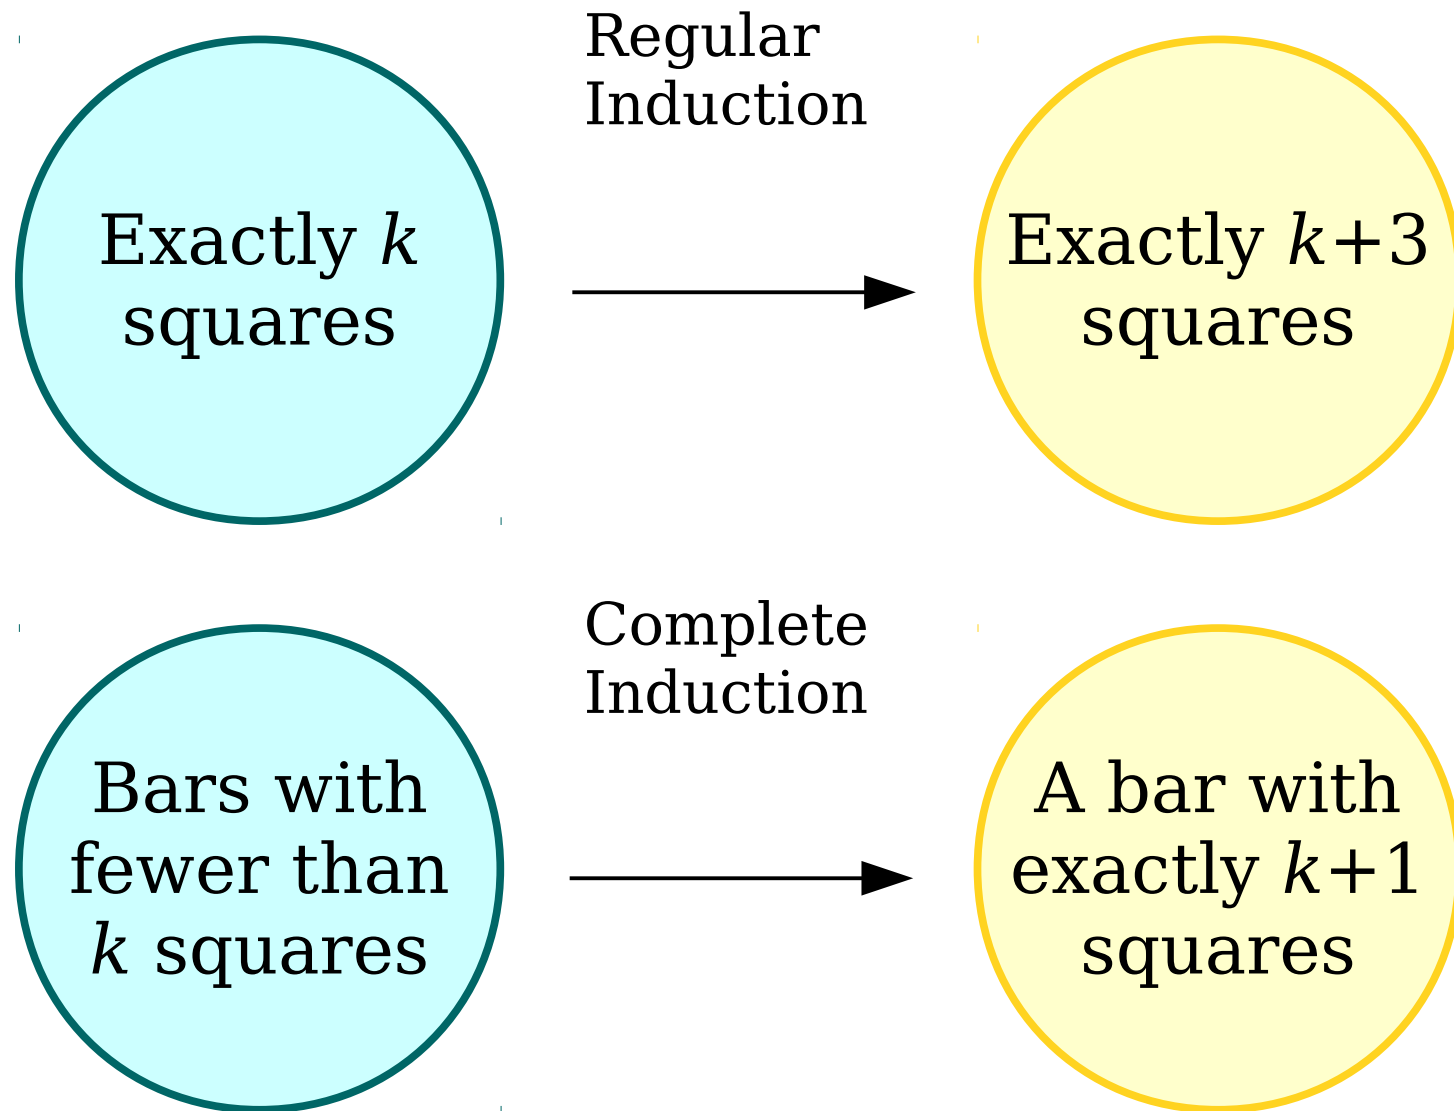 Regular
Induction
Exactly k
squares
Exactly k+3
squares
Complete
Induction
Bars with
fewer than
k squares
A bar with
exactly k+1
squares